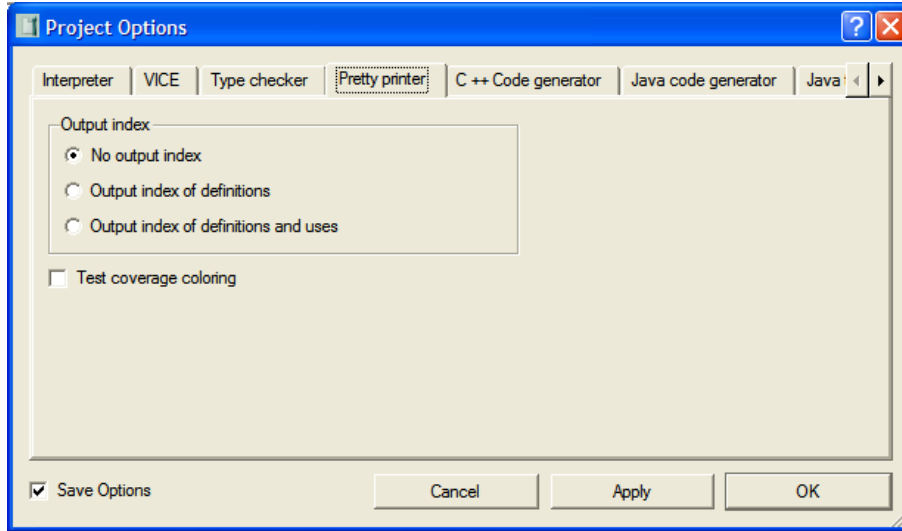 Project Options
Interpreter VICE Type checker Pretty printer C ++ Code generator Java code generator Java
Output index
No output index
Output index of definitions
Output index of definitions and uses
Test coverage coloring
Save Options Cancel Apply OK